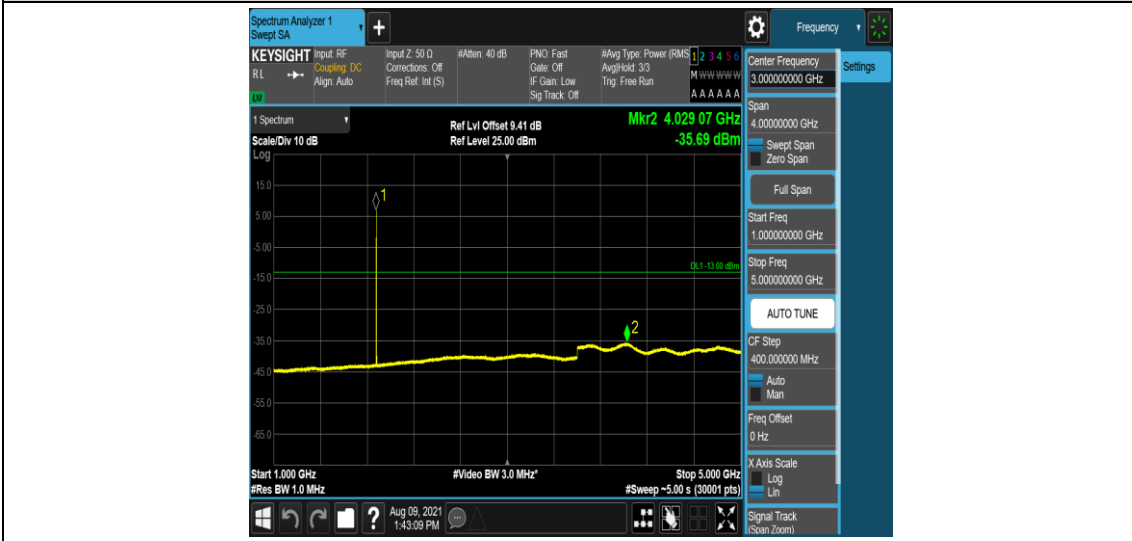 Spectrum Analyzer 1
Swept SA
+
Frequency
KEYSIGHT
RL
Input: RF
Coupling: DC
Align: Auto
Input Z: 50 Ω
Corrections: Off
Freq Ref: Int (S)
#Atten: 40 dB
PNO: Fast
Gate: Off
IF Gain: Low
Sig Track: Off
#Avg Type: Power (RMS
Avg|Hold: 3/3
Trig: Free Run
1 2 3 4 5 6
M W W W W W
A A A A A A
1 Spectrum
Scale/Div 10 dB
Log
Ref Lvl Offset 9.41 dB
Ref Level 25.00 dBm
Mkr2 4.029 07 GHz
-35.69 dBm
15.0
5.00
-5.00
-15.0
-25.0
-35.0
-45.0
-55.0
-65.0
1
2
DL1 -13.00 dBm
Start 1.000 GHz
#Res BW 1.0 MHz
#Video BW 3.0 MHz*
Stop 5.000 GHz
#Sweep ~5.00 s (30001 pts)
?
Aug 09, 2021
1:43:09 PM
Center Frequency
3.000000000 GHz
Span
4.00000000 GHz
Swept Span
Zero Span
Full Span
Start Freq
1.000000000 GHz
Stop Freq
5.000000000 GHz
AUTO TUNE
CF Step
400.000000 MHz
Auto
Man
Freq Offset
0 Hz
X Axis Scale
Log
Lin
Signal Track
(Span Zoom)
Settings